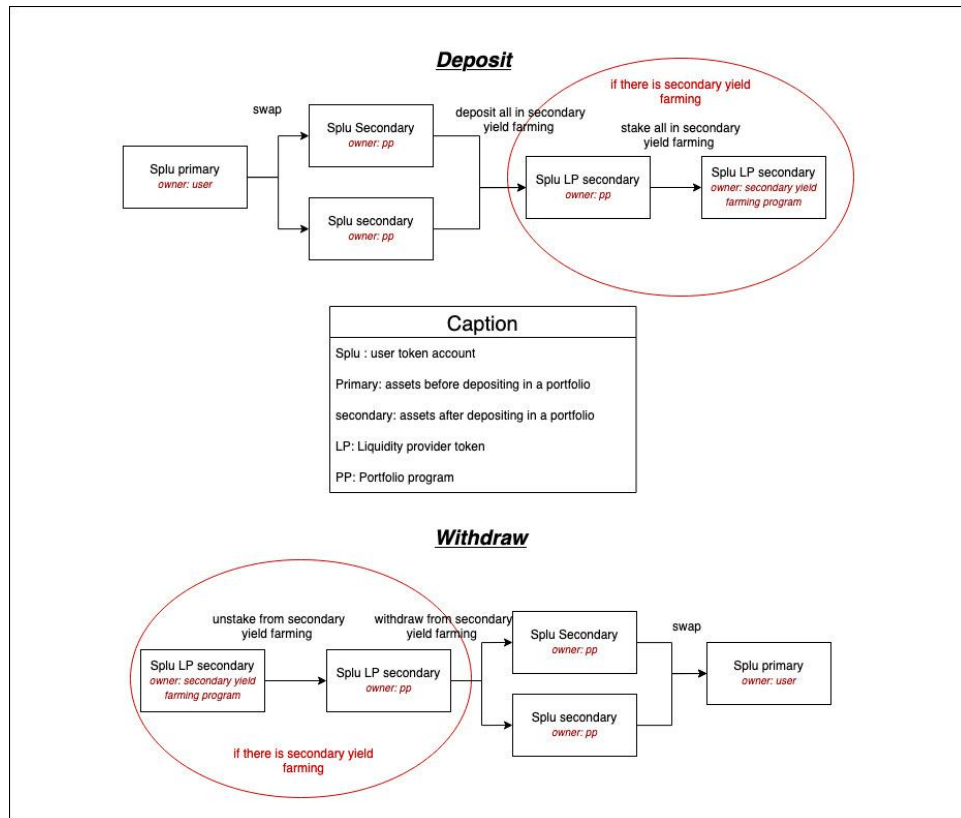 Deposit
if there is secondary yield
farming
swap
deposit all in secondary
yield farming
stake all in secondary
yield farming
Splu primary
owner: user
Splu Secondary
owner: pp
Splu secondary
owner: pp
Splu LP secondary
owner: pp
Splu LP secondary
owner: secondary yield
farming program
Caption
Splu : user token account
Primary: assets before depositing in a portfolio
secondary: assets after depositing in a portfolio
LP: Liquidity provider token
PP: Portfolio program
Withdraw
unstake from secondary
yield farming
withdraw from secondary
yield farming
swap
Splu LP secondary
owner: secondary yield
farming program
Splu LP secondary
owner: pp
Splu Secondary
owner: pp
Splu secondary
owner: pp
Splu primary
owner: user
if there is secondary yield
farming